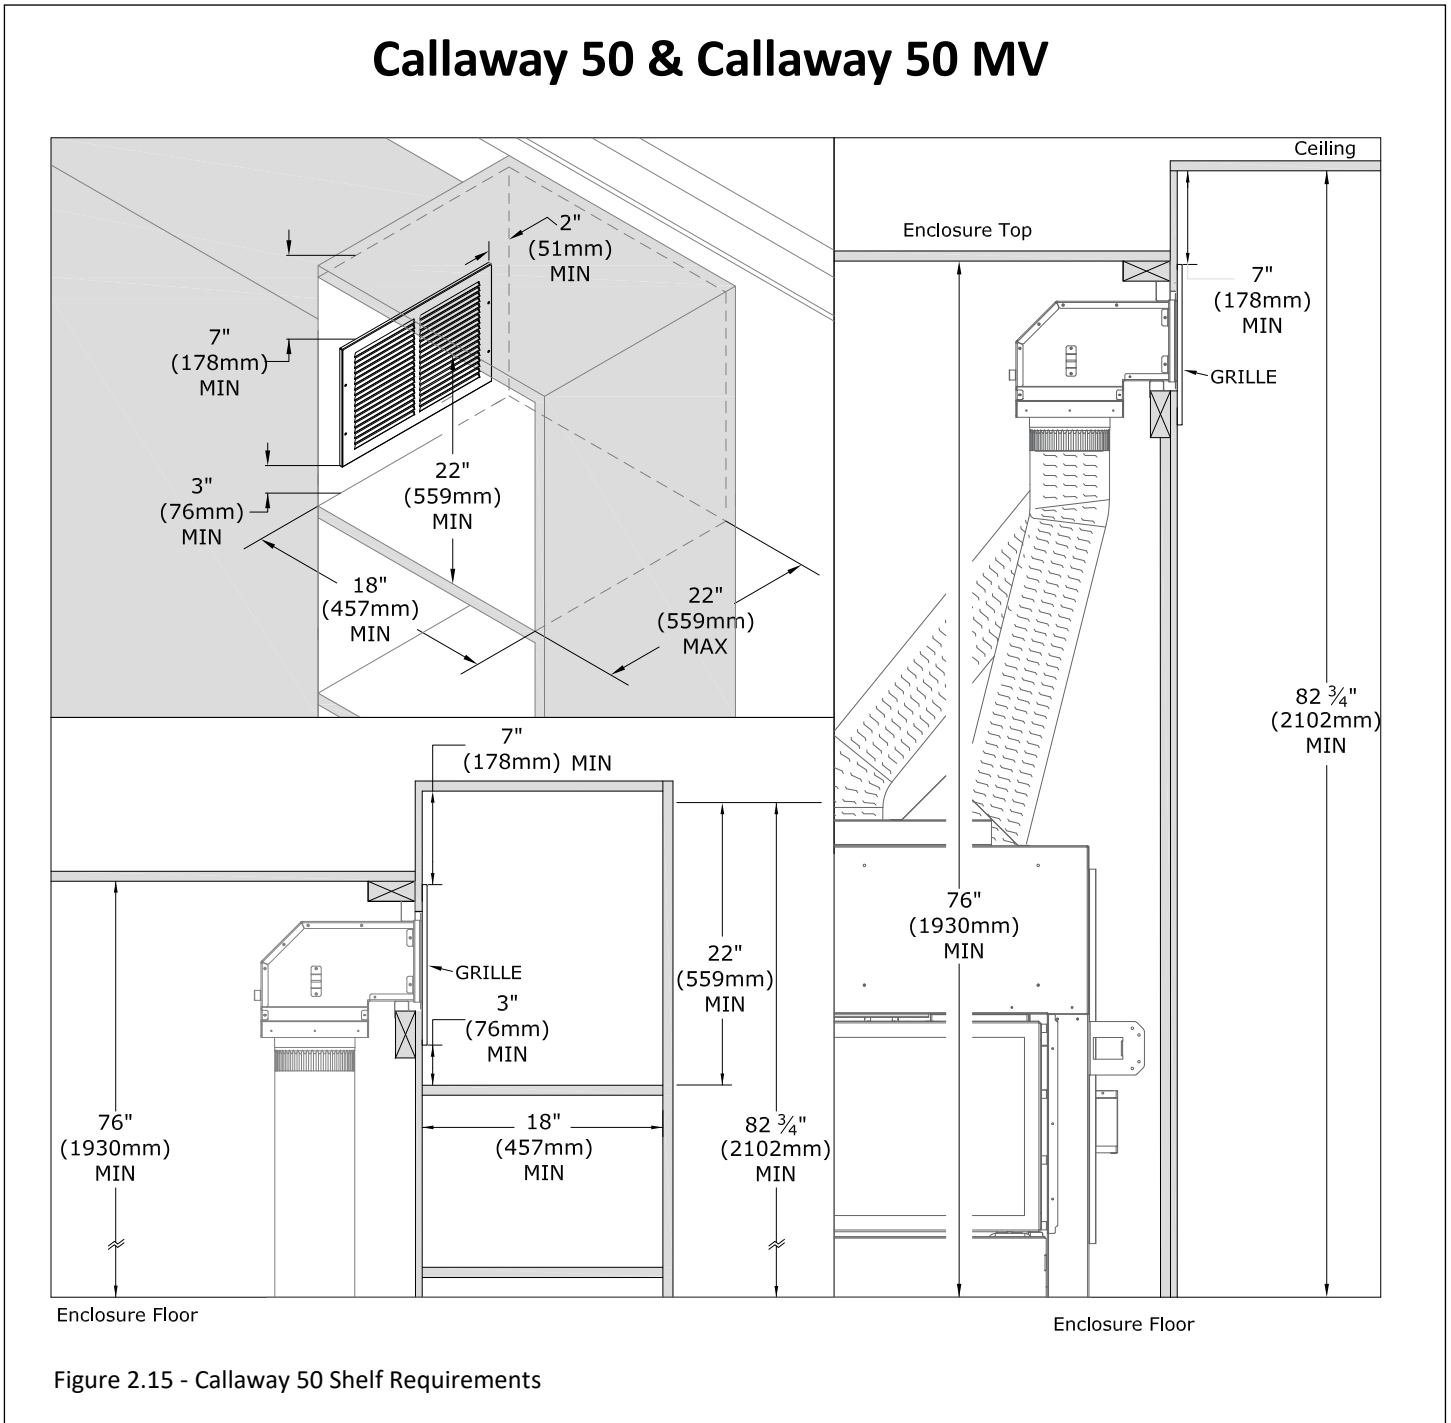 Callaway 50 & Callaway 50 MV
2"
(51mm)
MIN
7"
(178mm)
MIN
3"
(76mm)
MIN
22"
(559mm)
MIN
18"
(457mm)
MIN
22"
(559mm)
MAX
Ceiling
Enclosure Top
7"
(178mm)
MIN
GRILLE
82 ¾"
(2102mm)
MIN
76"
(1930mm)
MIN
Enclosure Floor
7"
(178mm) MIN
GRILLE
3"
(76mm)
MIN
22"
(559mm)
MIN
76"
(1930mm)
MIN
18"
(457mm)
MIN
82 ¾"
(2102mm)
MIN
Enclosure Floor
Figure 2.15 - Callaway 50 Shelf Requirements